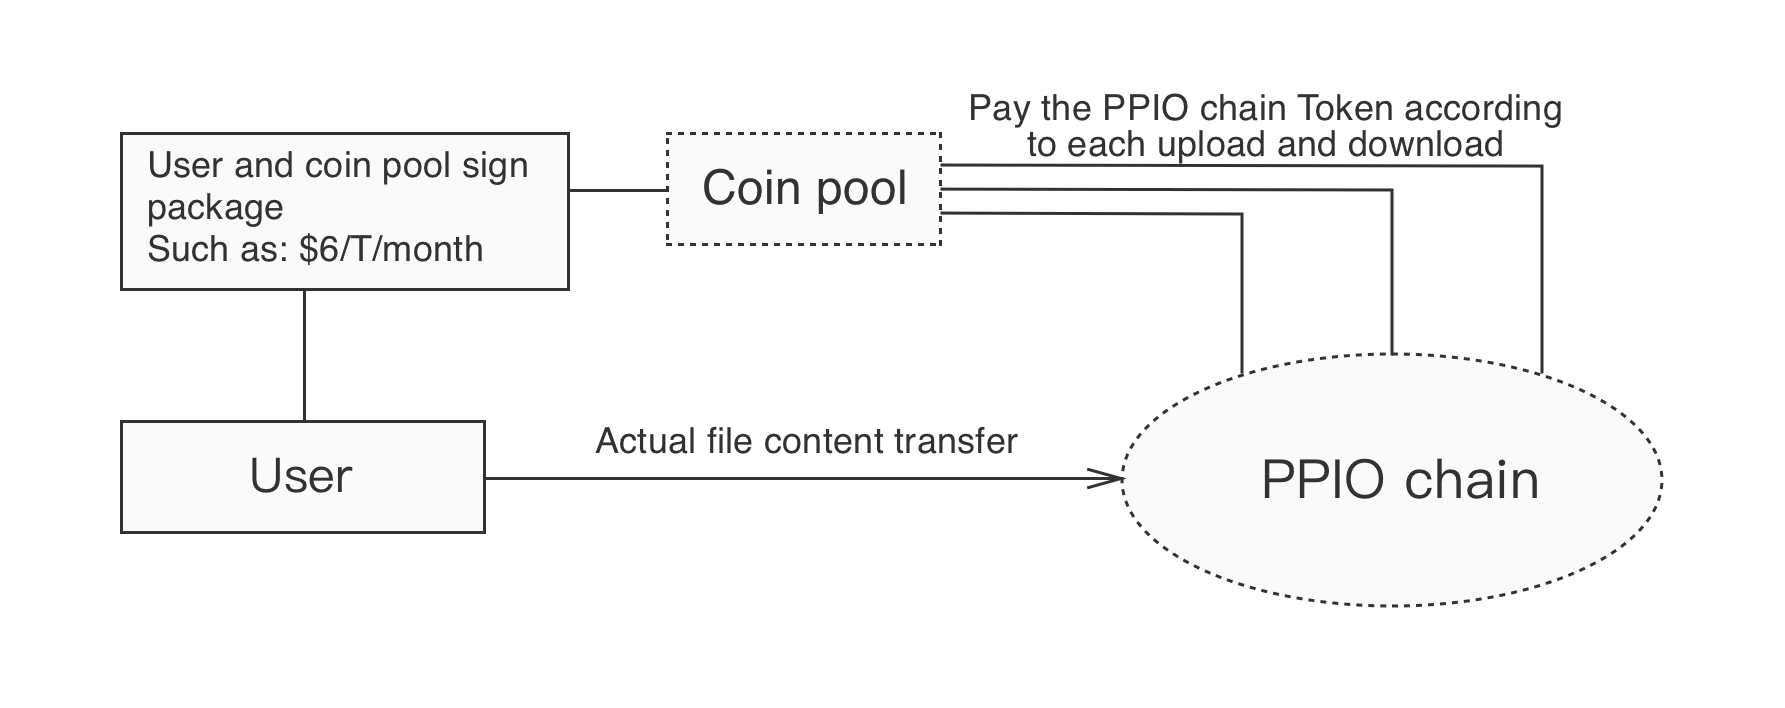 Pay the PPIO chain Token according
to each upload and download
User and coin pool sign
package
Such as: $6/T/month
Coin pool
Actual file content transfer
User
PPIO chain